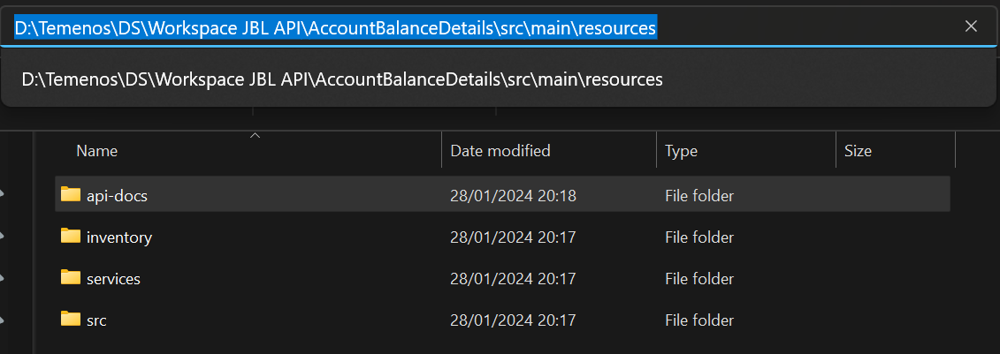 D:\Temenos\DS\Workspace JBL API\AccountBalanceDetails\src\main\resources
D:\Temenos\DS\Workspace JBL API\AccountBalanceDetails\src\main\resources
Name Date modified Type Size
api-docs 28/01/2024 20:18 File folder
inventory 28/01/2024 20:17 File folder
services 28/01/2024 20:17 File folder
src 28/01/2024 20:17 File folder